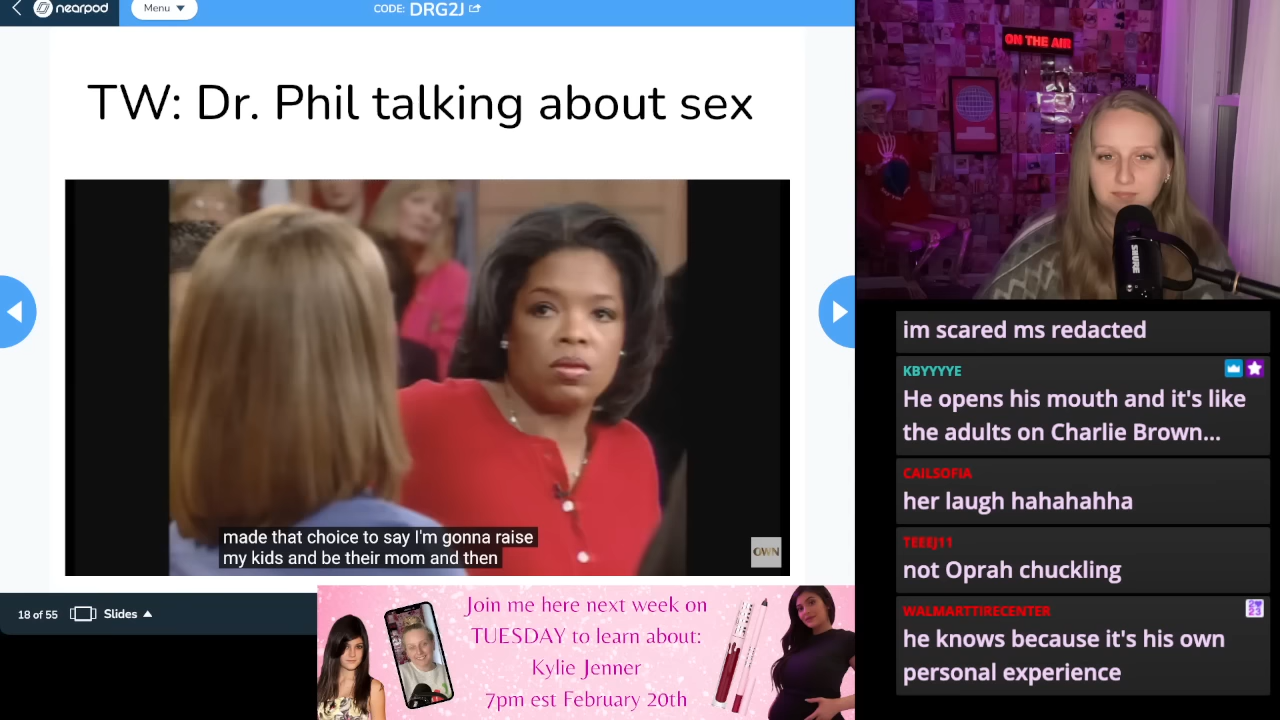 nearpod
Menu
CODE: DRG2J
TW: Dr. Phil talking about sex
made that choice to say I'm gonna raise
my kids and be their mom and then
OWN
18 of 55
Slides
Join me here next week on
TUESDAY to learn about:
Kylie Jenner
7pm est February 20th
ON THE AIR
SHURE
im scared ms redacted
KBYYYYE
He opens his mouth and it's like
the adults on Charlie Brown...
CAILSOFIA
her laugh hahahahha
TEEEJ11
not Oprah chuckling
WALMARTTIRECENTER
he knows because it's his own
personal experience